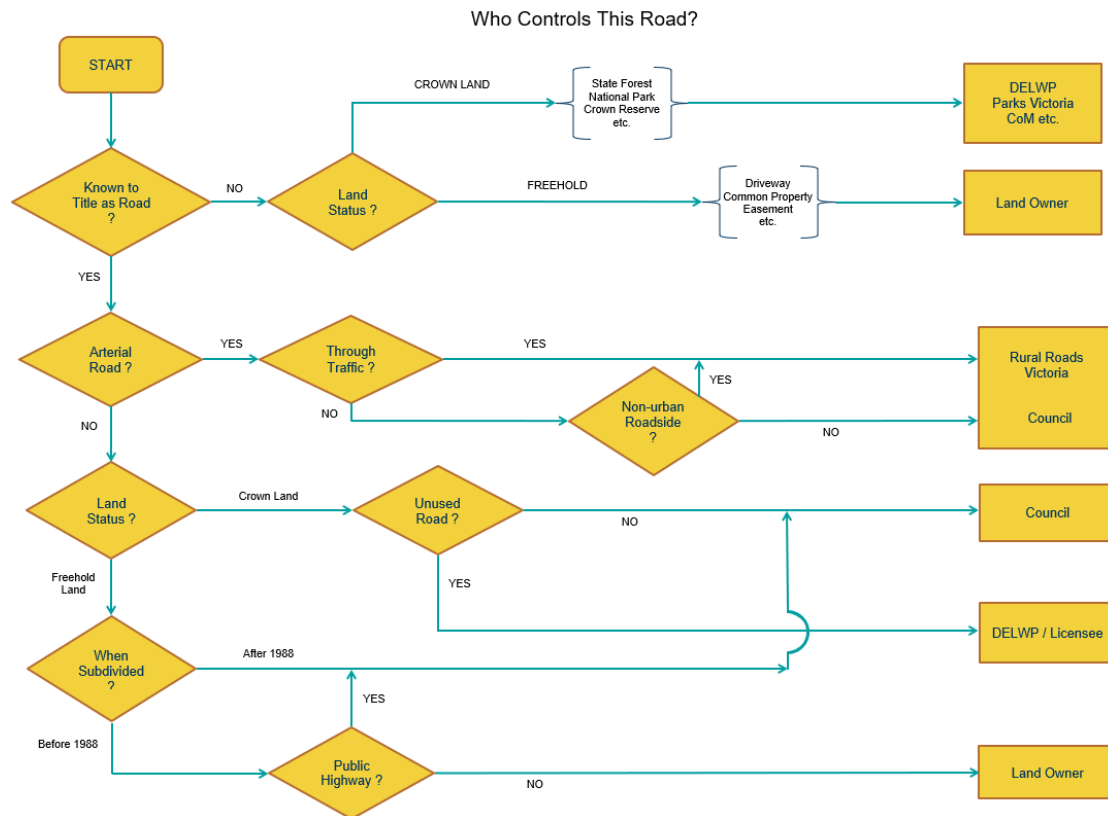 Who Controls This Road?
START
CROWN LAND
State Forest
National Park
Crown Reserve
etc.
DELWP
Parks Victoria
CoM etc.
Known to
Title as Road
?
NO
Land
Status ?
FREEHOLD
Driveway
Common Property
Easement
etc.
Land Owner
YES
Arterial
Road ?
YES
Through
Traffic ?
YES
Rural Roads
Victoria
NO
Non-urban
Roadside
?
YES
NO
Council
NO
Land
Status ?
Crown Land
Unused
Road ?
NO
Council
YES
DELWP / Licensee
Freehold
Land
When
Subdivided
?
After 1988
YES
Before 1988
Public
Highway ?
NO
Land Owner